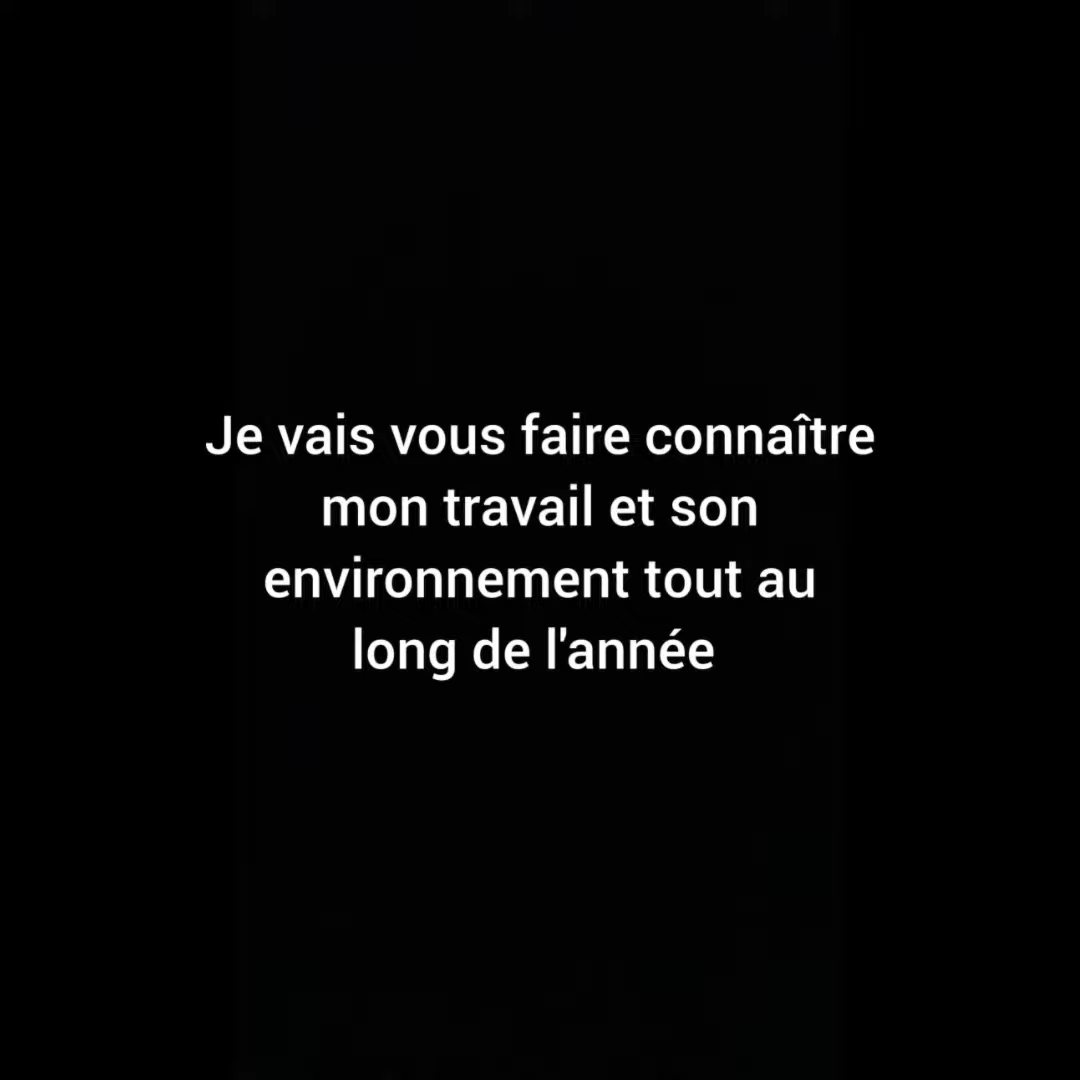 Je vais vous faire connaître
mon travail et son
environnement tout au
long de l'année